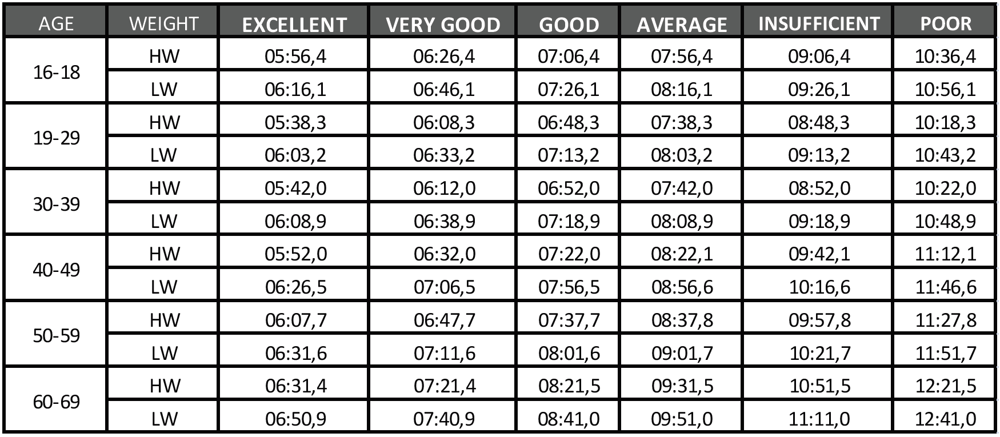 AGE WEIGHT EXCELLENT VERY GOOD GOOD AVERAGE INSUFFICIENT POOR
16-18 HW 05:56,4 06:26,4 07:06,4 07:56,4 09:06,4 10:36,4
LW 06:16,1 06:46,1 07:26,1 08:16,1 09:26,1 10:56,1
19-29 HW 05:38,3 06:08,3 06:48,3 07:38,3 08:48,3 10:18,3
LW 06:03,2 06:33,2 07:13,2 08:03,2 09:13,2 10:43,2
30-39 HW 05:42,0 06:12,0 06:52,0 07:42,0 08:52,0 10:22,0
LW 06:08,9 06:38,9 07:18,9 08:08,9 09:18,9 10:48,9
40-49 HW 05:52,0 06:32,0 07:22,0 08:22,1 09:42,1 11:12,1
LW 06:26,5 07:06,5 07:56,5 08:56,6 10:16,6 11:46,6
50-59 HW 06:07,7 06:47,7 07:37,7 08:37,8 09:57,8 11:27,8
LW 06:31,6 07:11,6 08:01,6 09:01,7 10:21,7 11:51,7
60-69 HW 06:31,4 07:21,4 08:21,5 09:31,5 10:51,5 12:21,5
LW 06:50,9 07:40,9 08:41,0 09:51,0 11:11,0 12:41,0